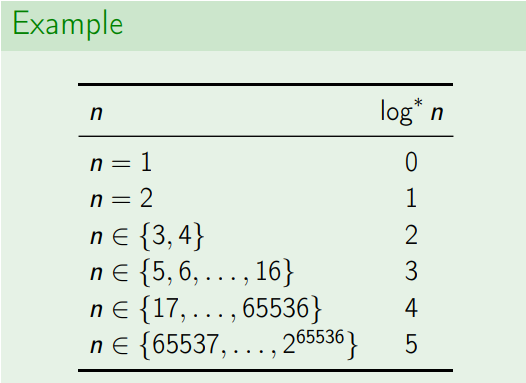 Example
n log* n
n = 1 0
n = 2 1
n ∈ {3, 4} 2
n ∈ {5, 6, . . . , 16} 3
n ∈ {17, . . . , 65536} 4
n ∈ {65537, . . . , 2^65536} 5